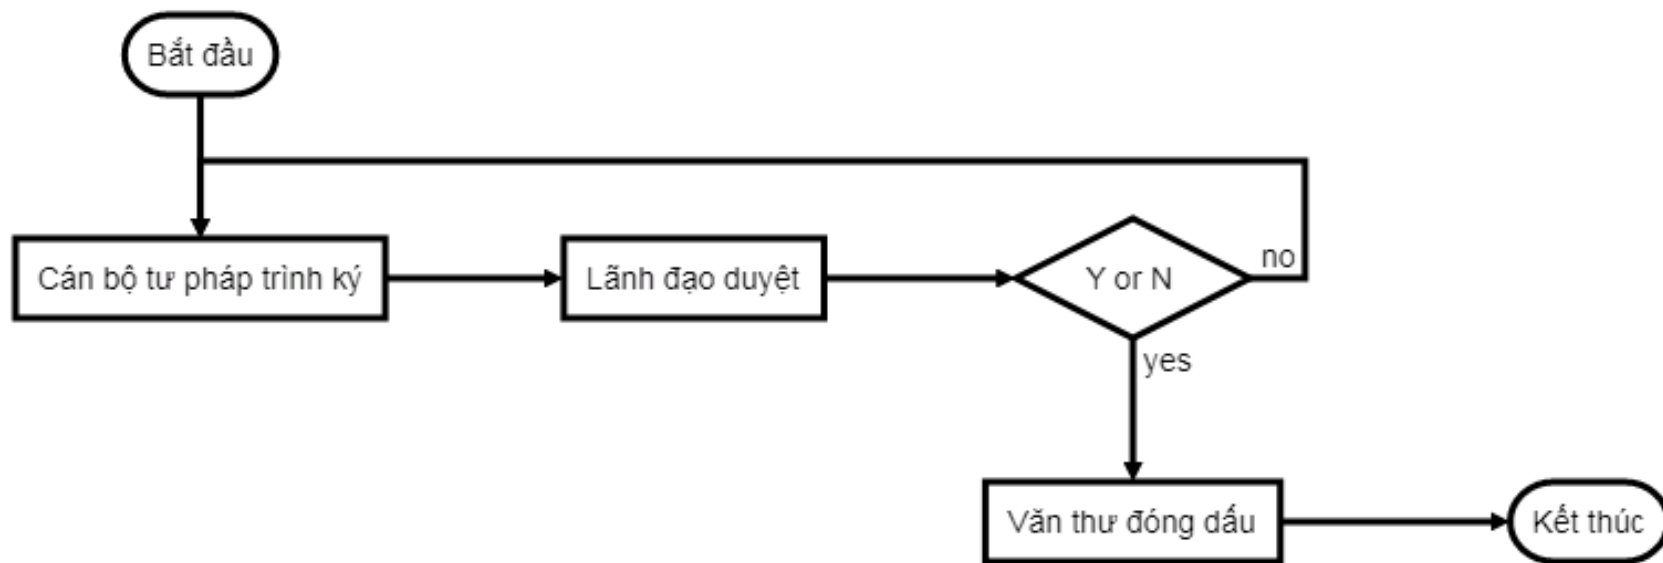 Bắt đầu
Cán bộ tư pháp trình ký
Lãnh đạo duyệt
Y or N
no
yes
Văn thư đóng dấu
Kết thúc